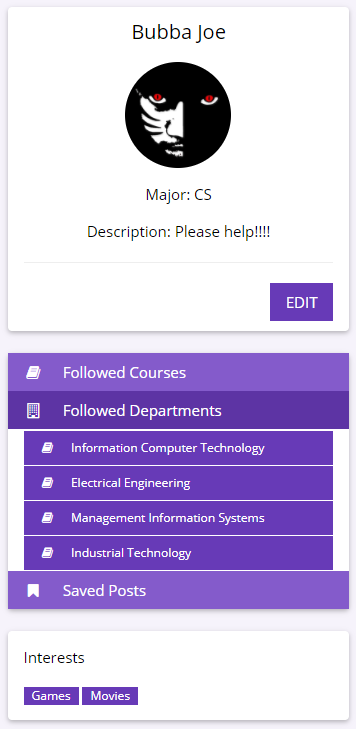 Bubba Joe
Major: CS
Description: Please help!!!!
EDIT
Followed Courses
Followed Departments
Information Computer Technology
Electrical Engineering
Management Information Systems
Industrial Technology
Saved Posts
Interests
Games Movies